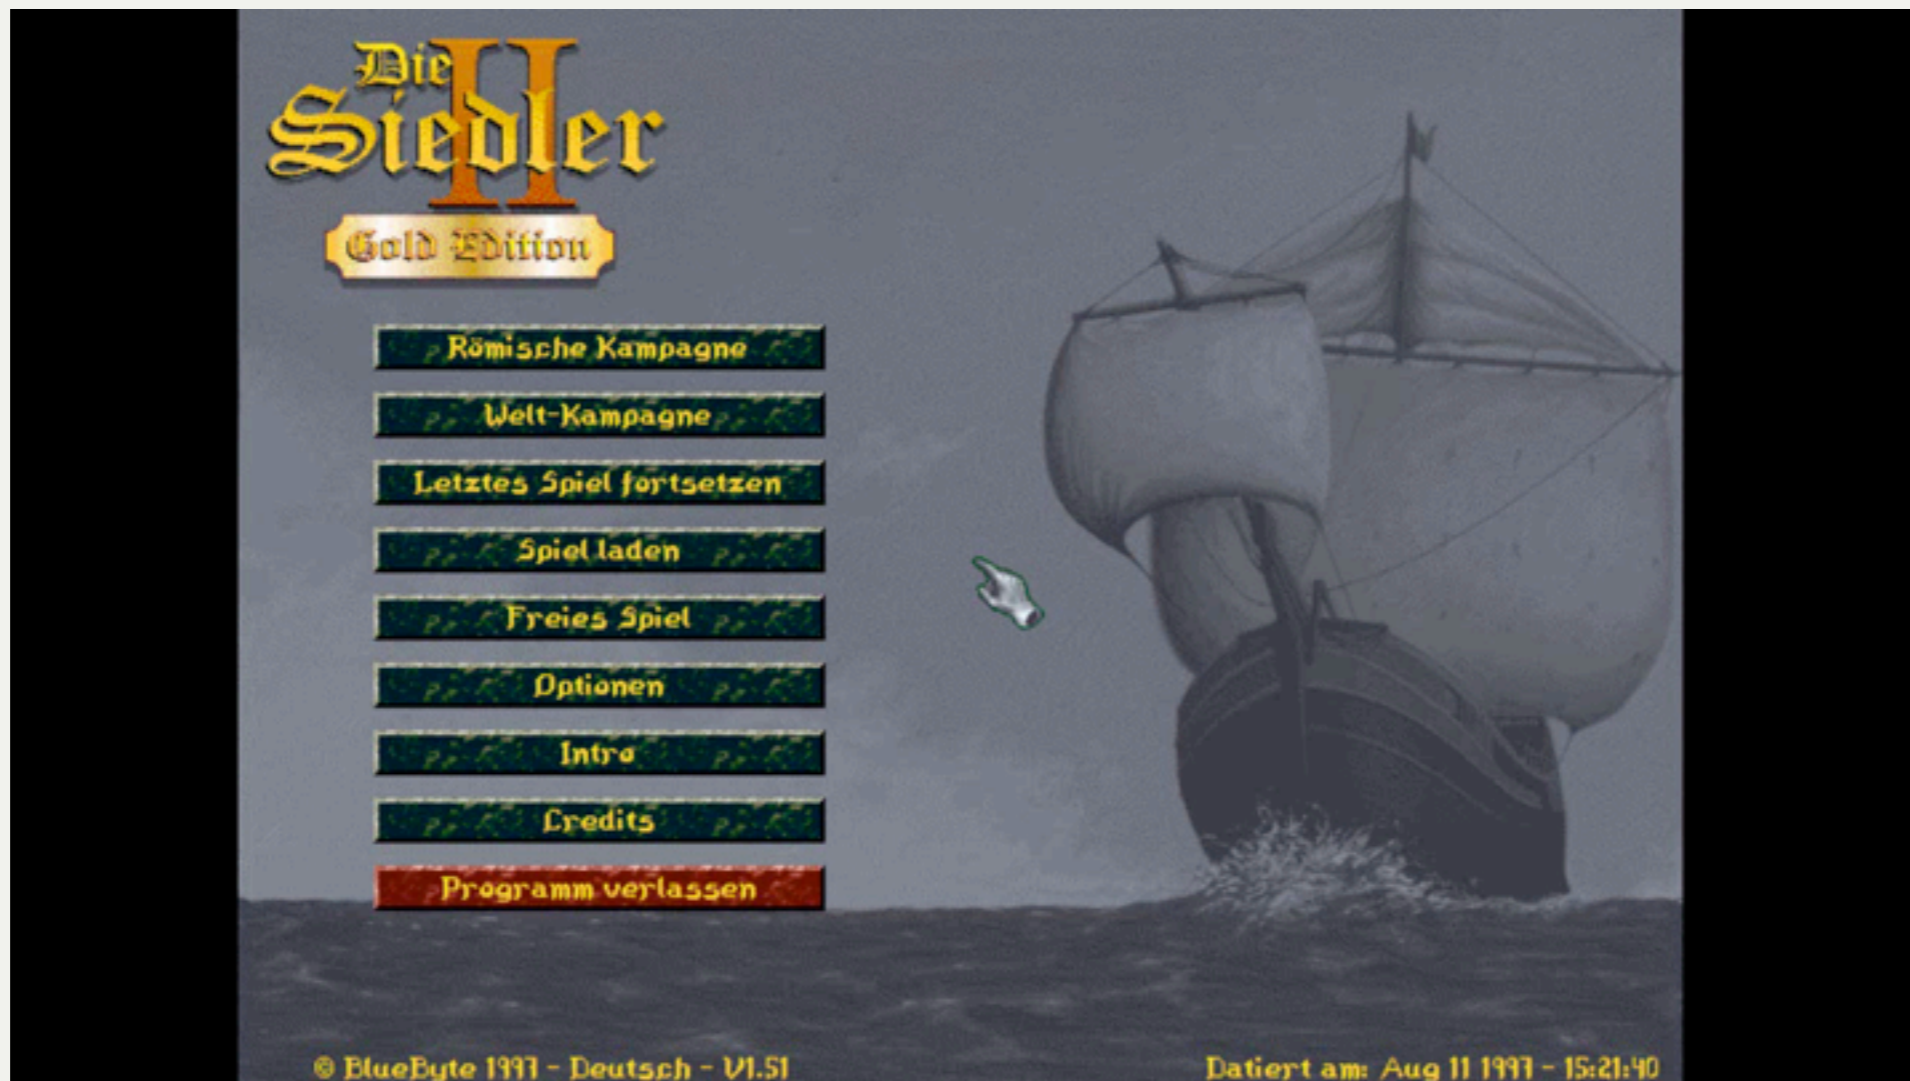 Die
Siedler
II
Gold Edition
Römische Kampagne
Welt-Kampagne
Letztes Spiel fortsetzen
Spiel laden
Freies Spiel
Optionen
Intro
Credits
Programm verlassen
© BlueByte 1997 - Deutsch - V1.51
Datiert am: Aug 11 1997 - 15:21:40